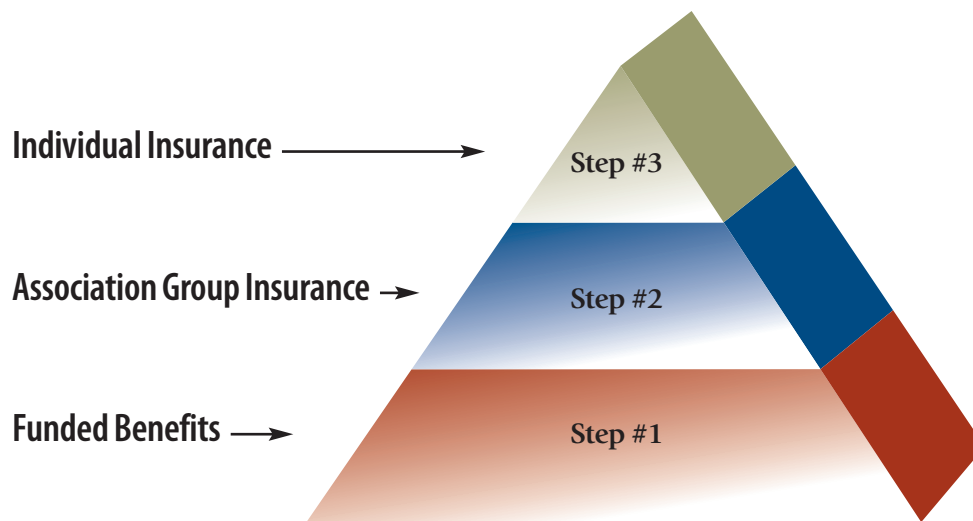 Individual Insurance
Step #3
Association Group Insurance
Step #2
Funded Benefits
Step #1